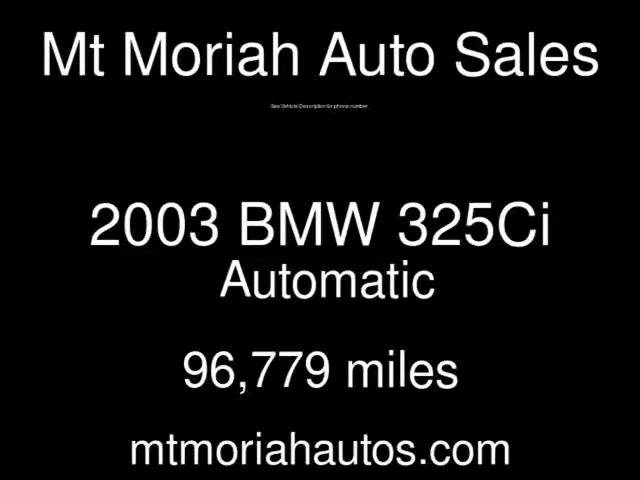 Mt Moriah Auto Sales
See Vehicle Description for phone number
2003 BMW 325Ci
Automatic
96,779 miles
mtmoriahautos.com